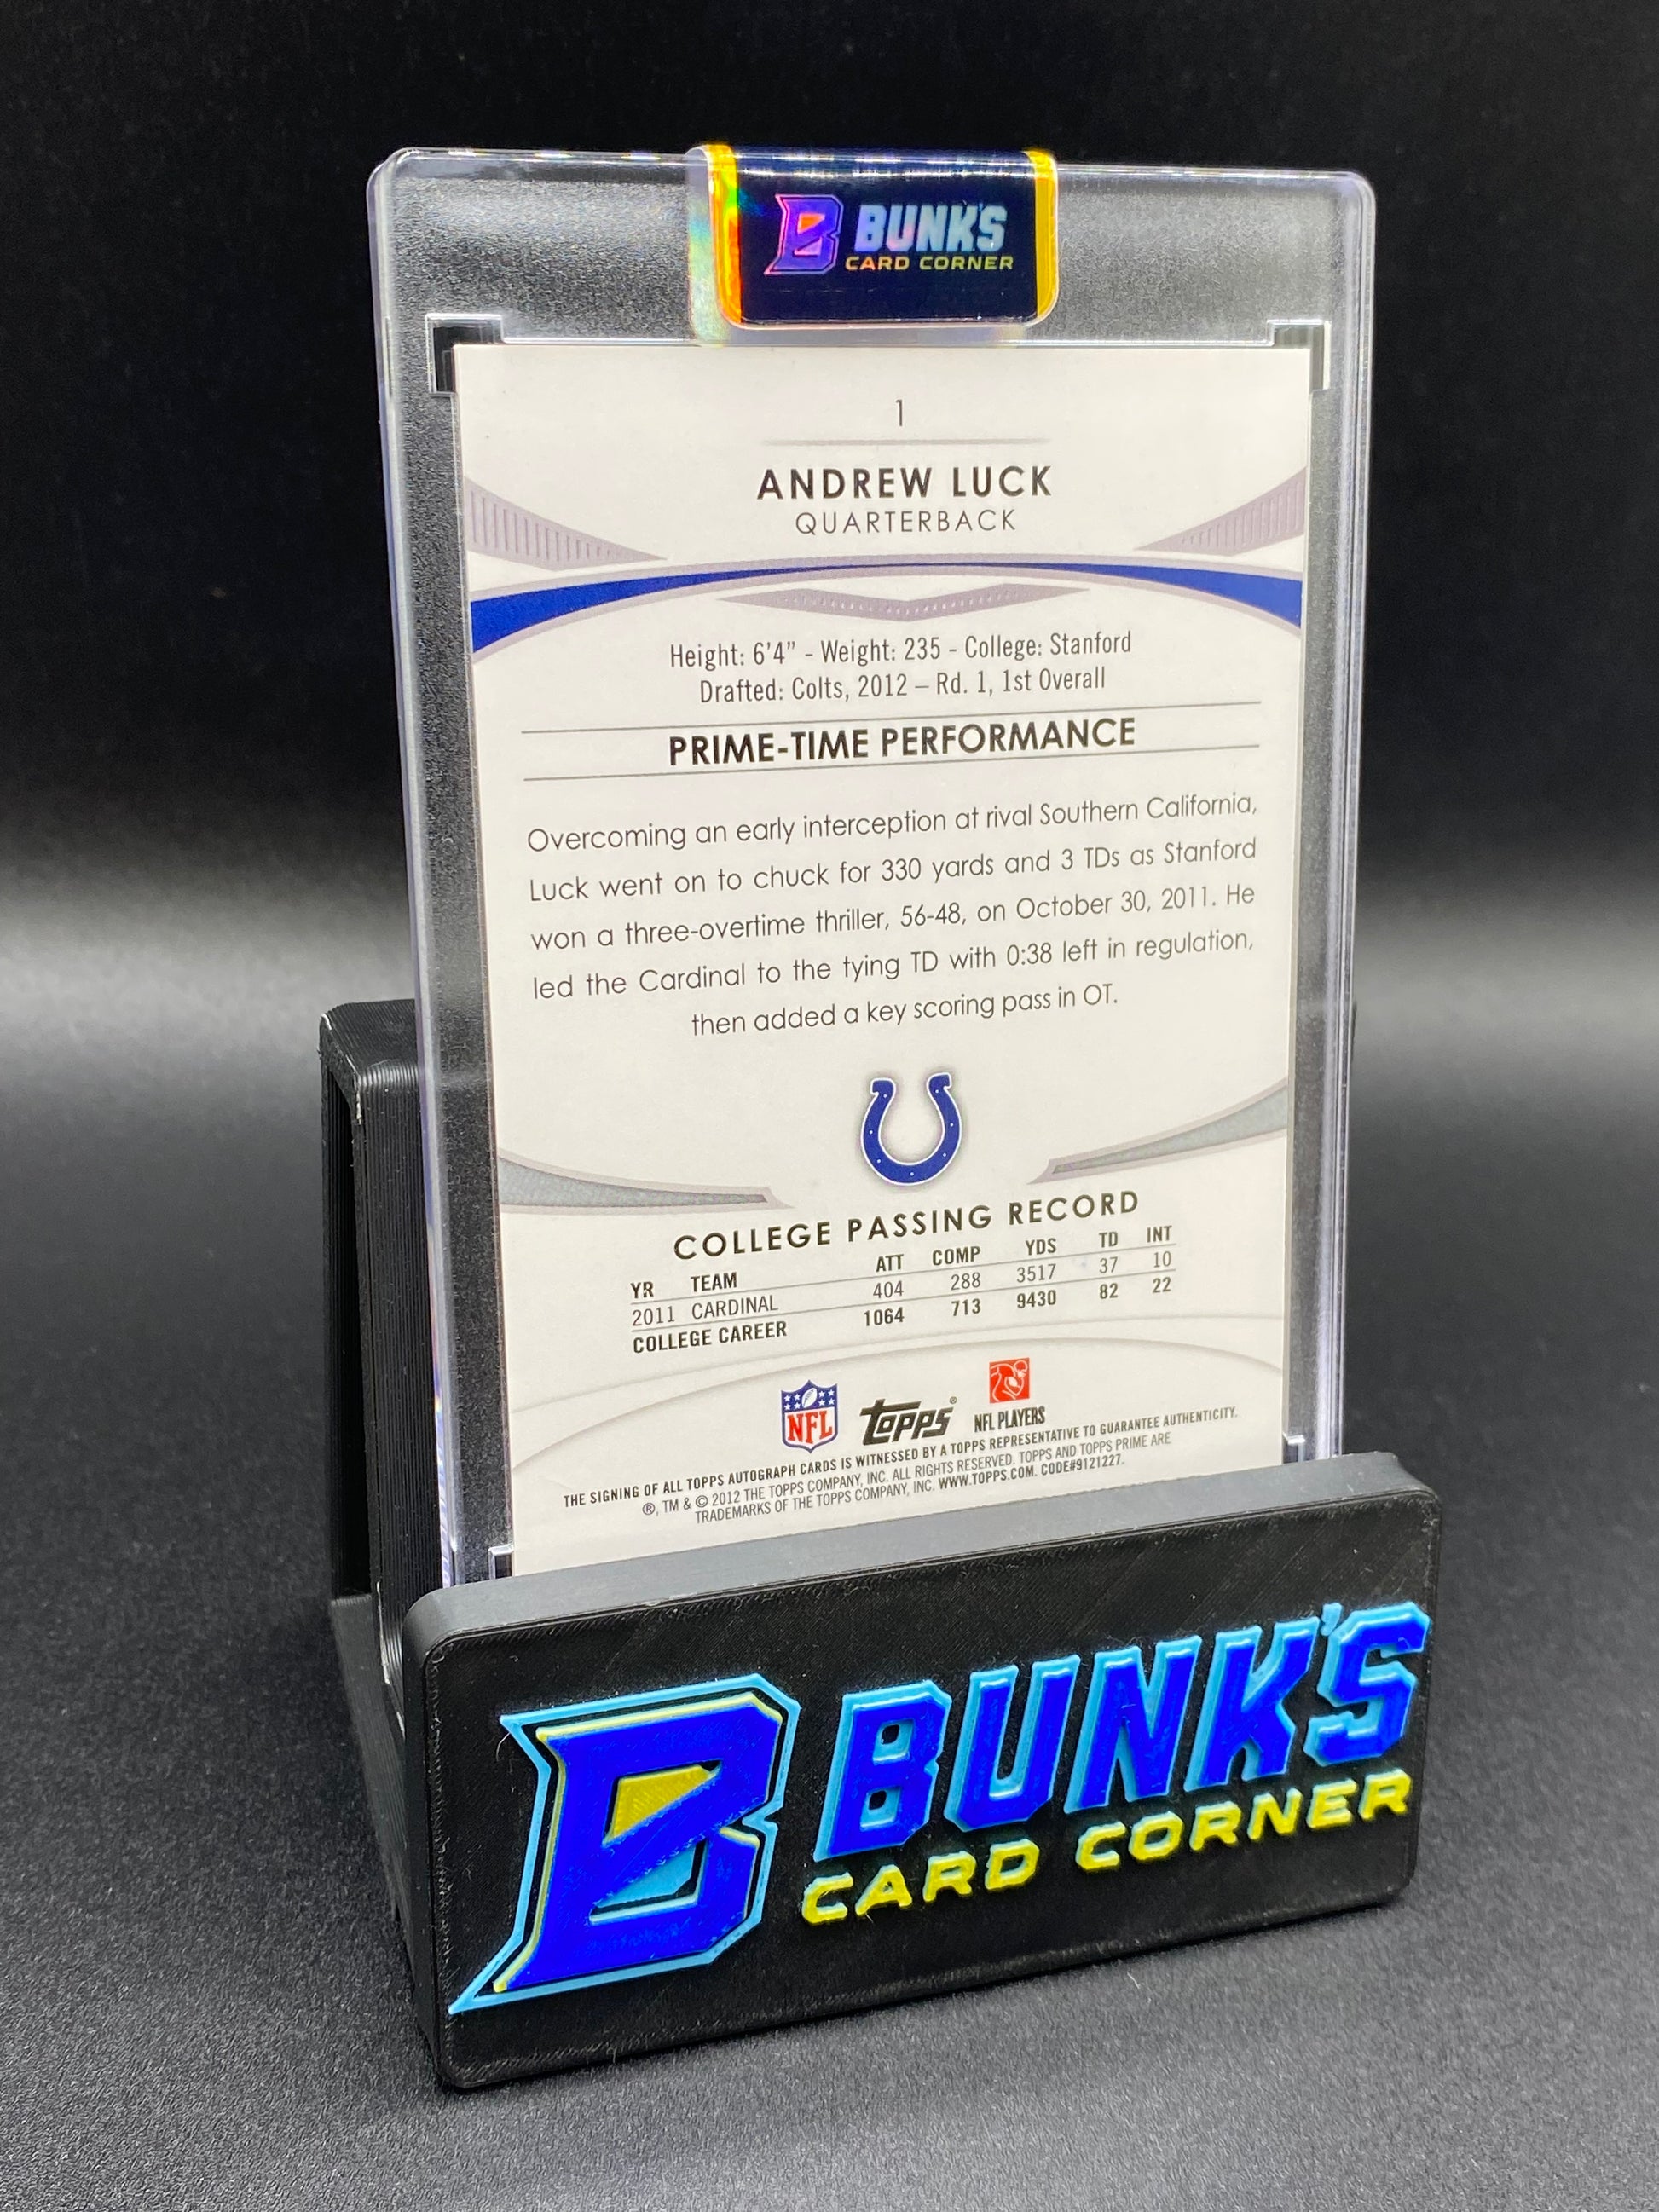 B BUNK'S
CARD CORNER
1
ANDREW LUCK
QUARTERBACK
Height: 6'4" - Weight: 235 - College: Stanford
Drafted: Colts, 2012 – Rd. 1, 1st Overall
PRIME-TIME PERFORMANCE
Overcoming an early interception at rival Southern California,
Luck went on to chuck for 330 yards and 3 TDs as Stanford
won a three-overtime thriller, 56-48, on October 30, 2011. He
led the Cardinal to the tying TD with 0:38 left in regulation,
then added a key scoring pass in OT.
COLLEGE PASSING RECORD
YR TEAM ATT COMP YDS TD INT
2011 CARDINAL 404 288 3517 37 10
COLLEGE CAREER 1064 713 9430 82 22
NFL Topps® NFL PLAYERS
THE SIGNING OF ALL TOPPS AUTOGRAPH CARDS IS WITNESSED BY A TOPPS REPRESENTATIVE TO GUARANTEE AUTHENTICITY.
®, TM & © 2012 THE TOPPS COMPANY, INC. ALL RIGHTS RESERVED. TOPPS AND TOPPS PRIME ARE
TRADEMARKS OF THE TOPPS COMPANY, INC. WWW.TOPPS.COM. CODE#9121227.
B BUNK'S
CARD CORNER